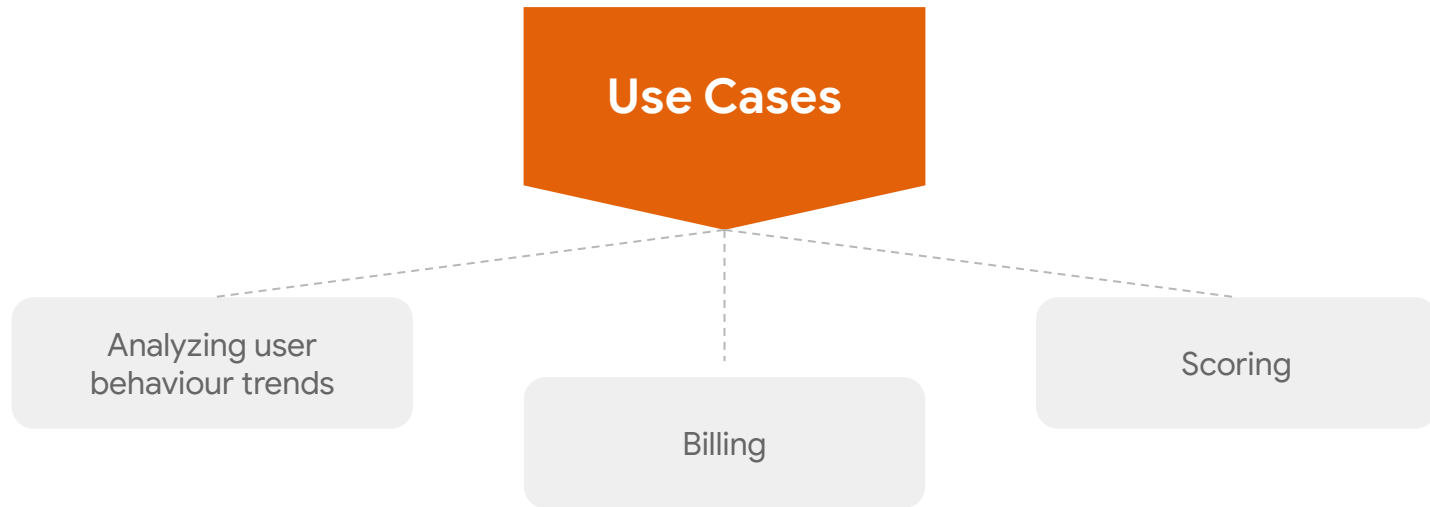 Use Cases
Analyzing user
behaviour trends
Billing
Scoring